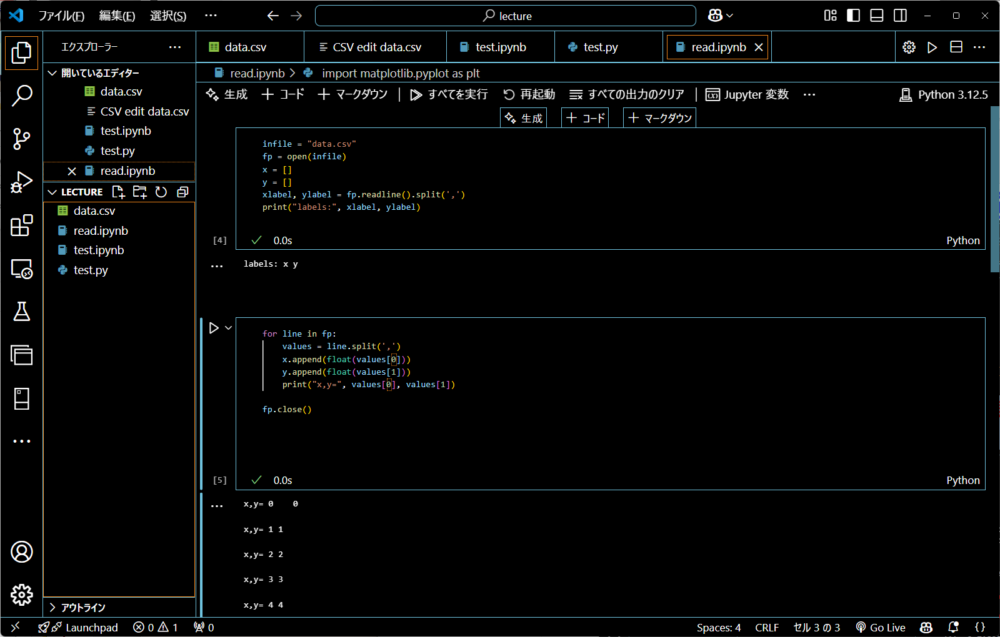 ファイル(F) 編集(E) 選択(S) ···
lecture
エクスプローラー ···
data.csv
CSV edit data.csv
test.ipynb
test.py
read.ipynb
···
開いているエディター
data.csv
CSV edit data.csv
test.ipynb
test.py
read.ipynb
LECTURE
data.csv
read.ipynb
test.ipynb
test.py
アウトライン
read.ipynb > import matplotlib.pyplot as plt
生成 + コード + マークダウン | すべてを実行 再起動 すべての出力のクリア | Jupyter 変数 ··· Python 3.12.5
生成 + コード + マークダウン
infile = "data.csv"
fp = open(infile)
x = []
y = []
xlabel, ylabel = fp.readline().split(',')
print("labels:", xlabel, ylabel)
[4] 0.0s Python
... labels: x y
for line in fp:
values = line.split(',')
x.append(float(values[0]))
y.append(float(values[1]))
print("x,y=", values[0], values[1])
fp.close()
[5] 0.0s Python
... x,y= 0    0
x,y= 1 1
x,y= 2 2
x,y= 3 3
x,y= 4 4
Launchpad 0 1 0 Spaces: 4 CRLF セル 3 の 3 Go Live {}